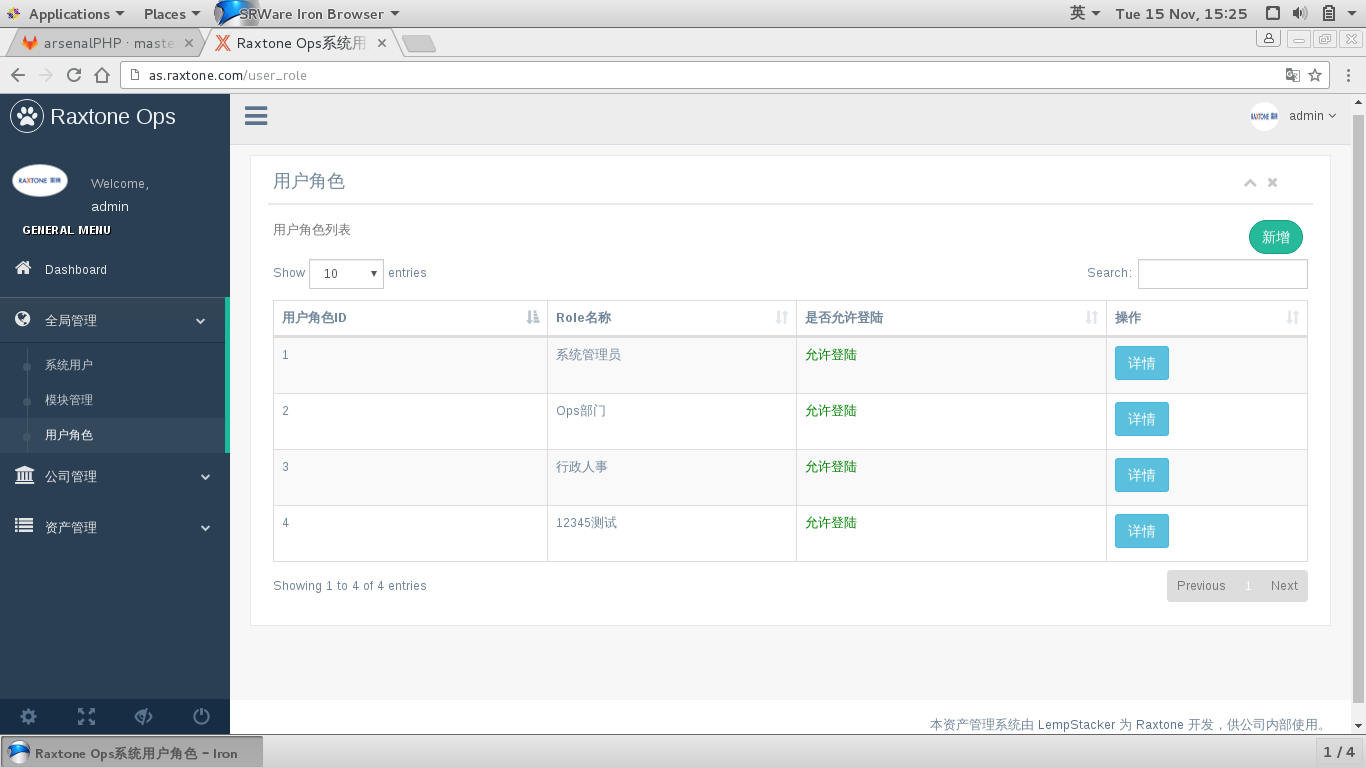 Applications Places SRWare Iron Browser 英 Tue 15 Nov, 15:25
arsenalPHP · maste Raxtone Ops系统用
as.raxtone.com/user_role
Raxtone Ops
RAXTONE admin
RAXTONE Welcome,
admin
GENERAL MENU
Dashboard
全局管理
系统用户
模块管理
用户角色
公司管理
资产管理
用户角色
用户角色列表 新增
Show 10 entries Search:
用户角色ID Role名称 是否允许登陆 操作
1 系统管理员 允许登陆 详情
2 Ops部门 允许登陆 详情
3 行政人事 允许登陆 详情
4 12345测试 允许登陆 详情
Showing 1 to 4 of 4 entries Previous 1 Next
本资产管理系统由 LempStacker 为 Raxtone 开发，供公司内部使用。
Raxtone Ops系统用户角色 – Iron 1 / 4